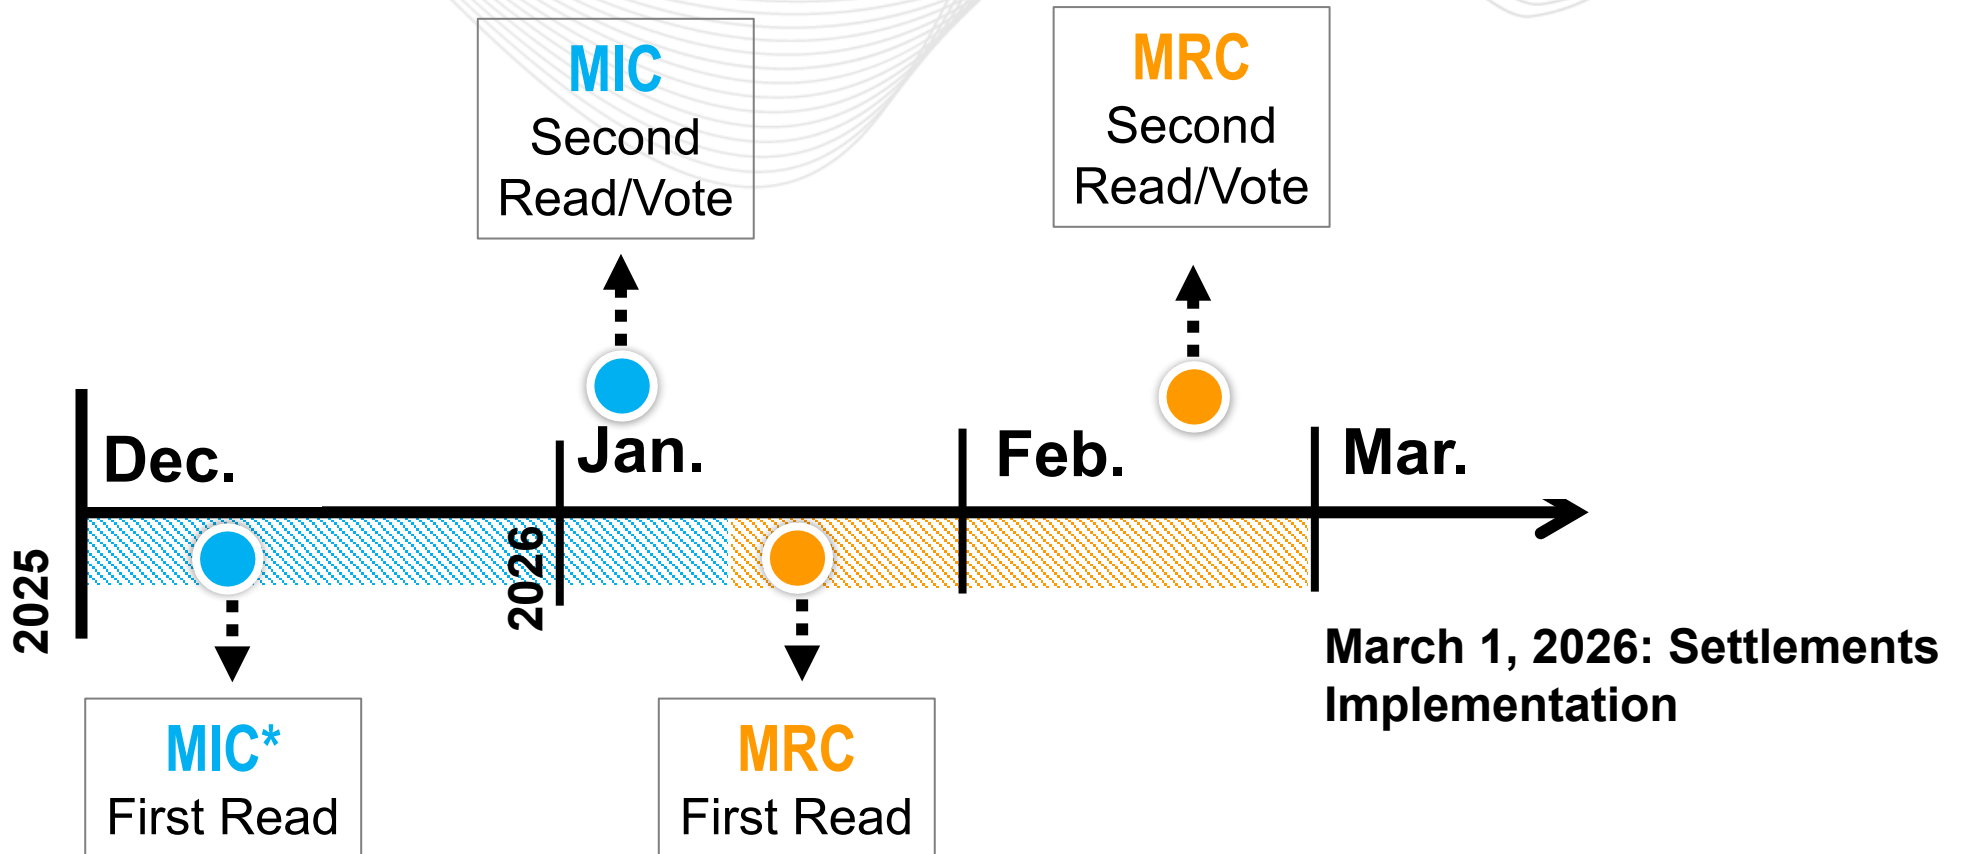 MIC
Second
Read/Vote
MRC
Second
Read/Vote
Dec.
Jan.
Feb.
Mar.
2025
2026
March 1, 2026: Settlements
Implementation
MIC*
First Read
MRC
First Read